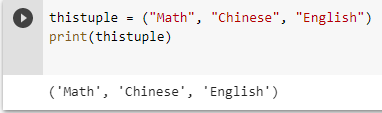 thistuple = ("Math", "Chinese", "English")
print(thistuple)
('Math', 'Chinese', 'English')